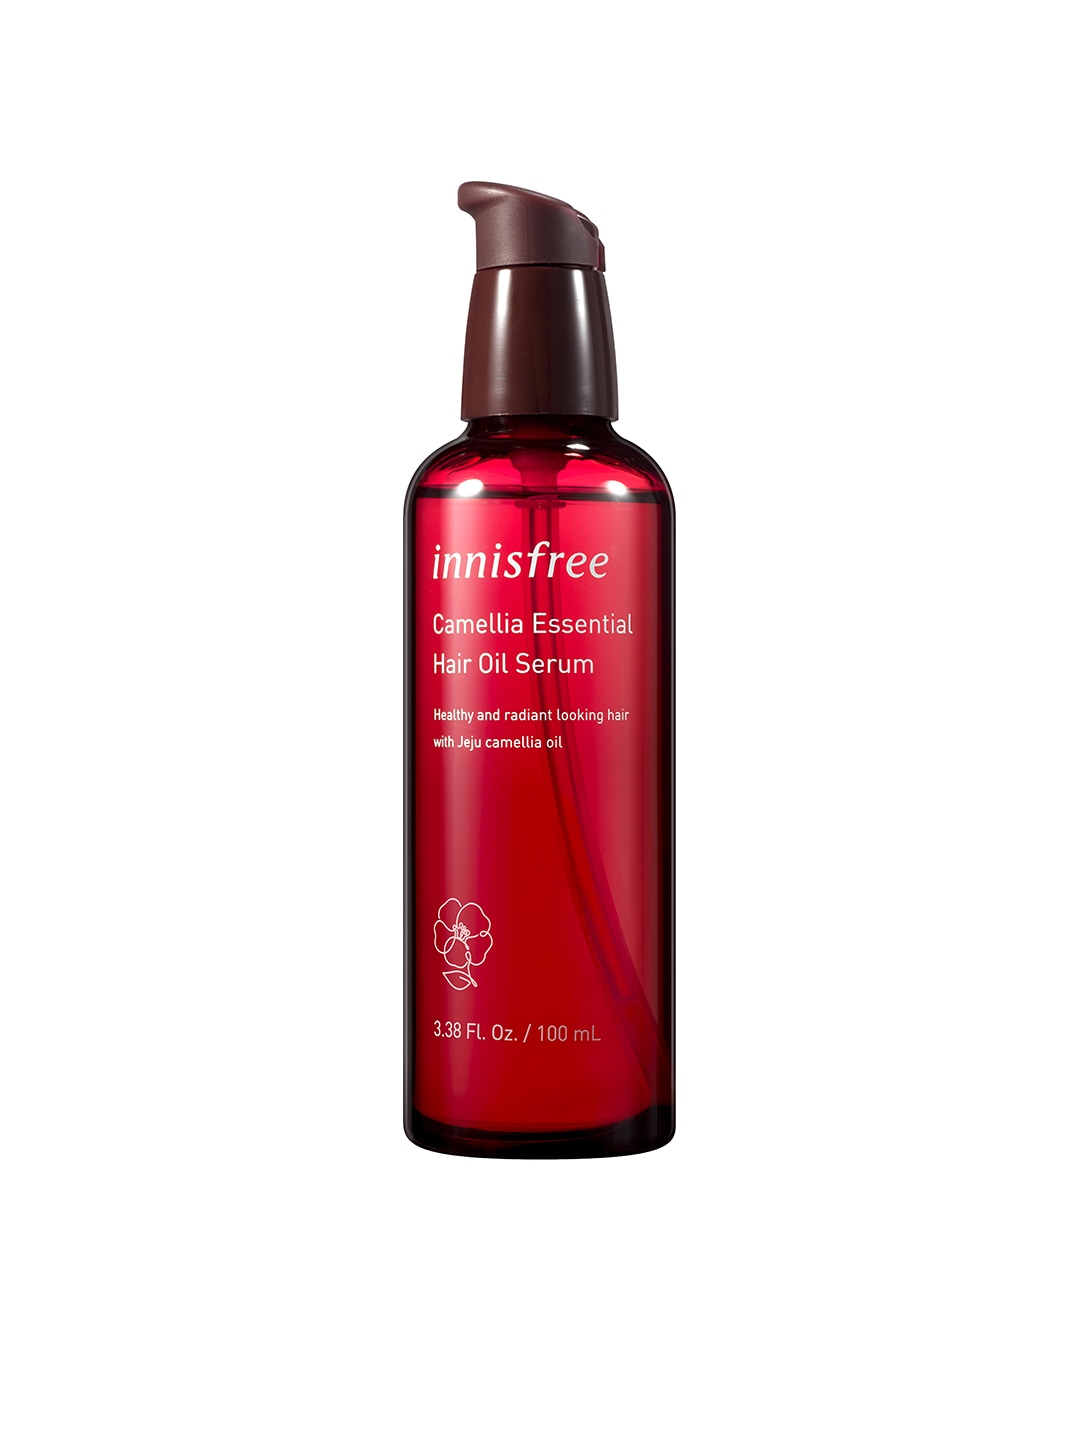 innisfree
Camellia Essential
Hair Oil Serum
Healthy and radiant looking hair
with Jeju camellia oil
3.38 Fl. Oz. / 100 mL